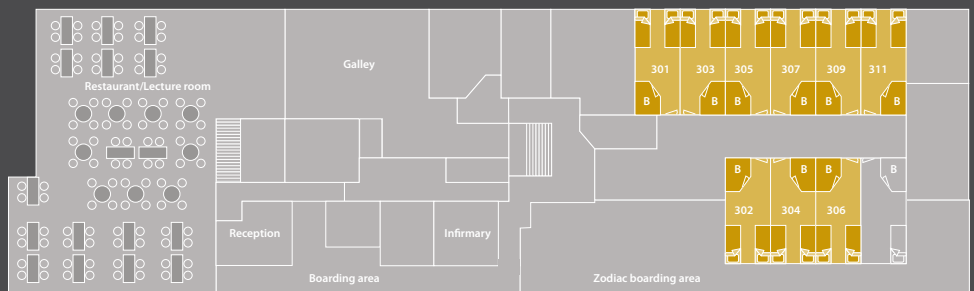 Galley
Restaurant/Lecture room
301 303 305 307 309 311
B B B B B B
B B B B
302 304 306
Reception
Infirmary
Boarding area
Zodiac boarding area